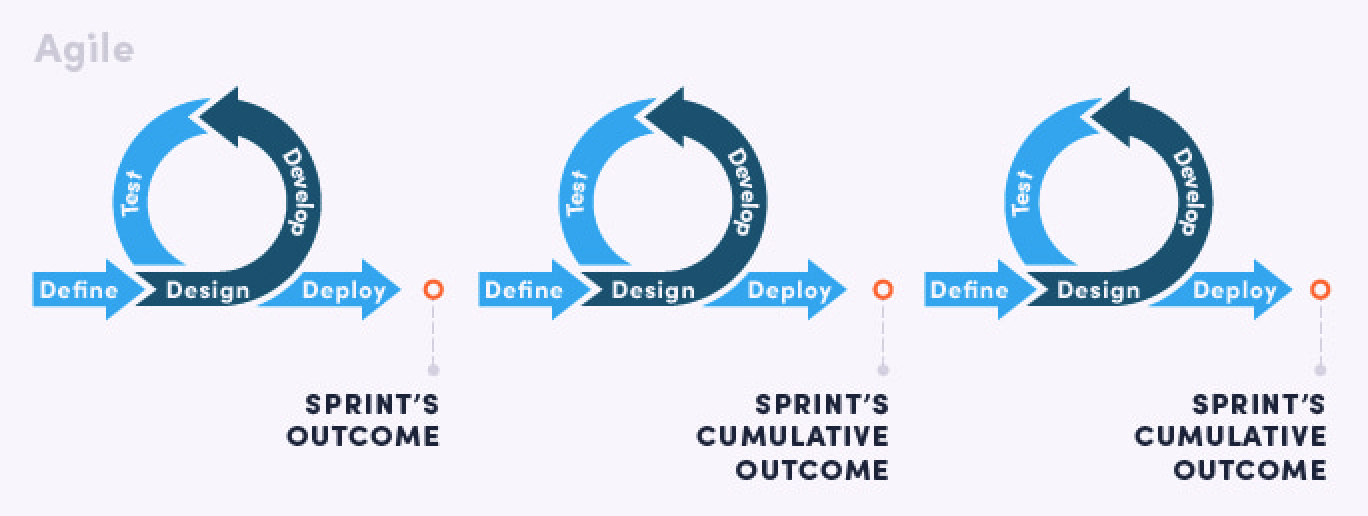 Agile
Test
Develop
Define
Design
Deploy
SPRINT'S
OUTCOME
Test
Develop
Define
Design
Deploy
SPRINT'S
CUMULATIVE
OUTCOME
Test
Develop
Define
Design
Deploy
SPRINT'S
CUMULATIVE
OUTCOME